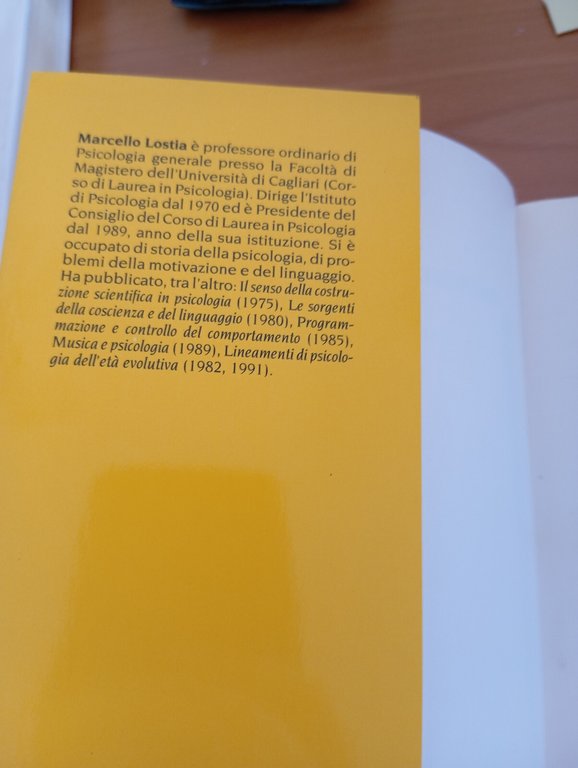 Marcello Lostia è professore ordinario di
Psicologia generale presso la Facoltà di
Magistero dell'Università di Cagliari (Cor-
so di Laurea in Psicologia). Dirige l'Istituto
di Psicologia dal 1970 ed è Presidente del
Consiglio del Corso di Laurea in Psicologia
dal 1989, anno della sua istituzione. Si è
occupato di storia della psicologia, di pro-
blemi della motivazione e del linguaggio.
Ha pubblicato, tra l'altro: Il senso della costru-
zione scientifica in psicologia (1975), Le sorgenti
della coscienza e del linguaggio (1980), Program-
mazione e controllo del comportamento (1985),
Musica e psicologia (1989), Lineamenti di psicolo-
gia dell'età evolutiva (1982, 1991).